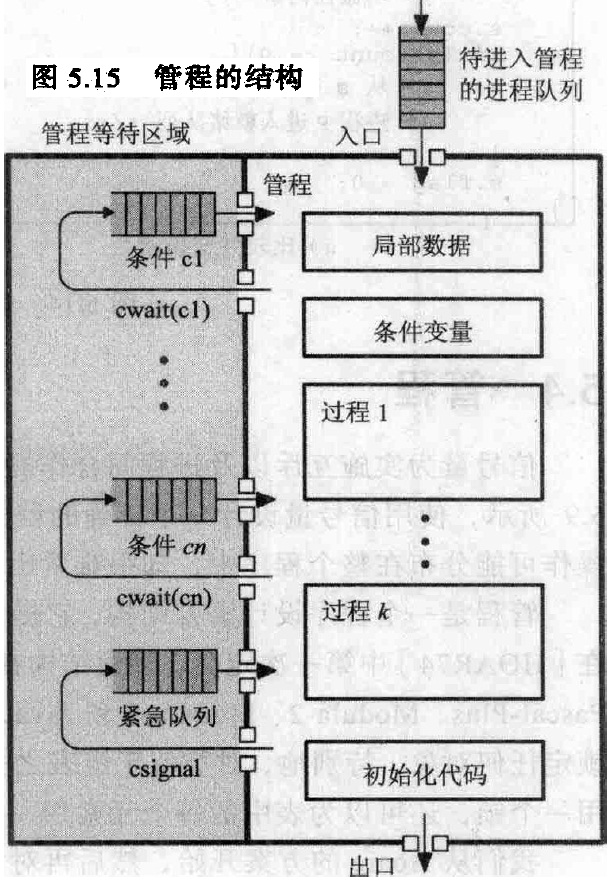 图 5.15 管程的结构
待进入管程
的进程队列
管程等待区域
入口
管程
条件 c1
cwait(c1)
局部数据
条件变量
过程 1
条件 cn
cwait(cn)
过程 k
紧急队列
csignal
初始化代码
出口